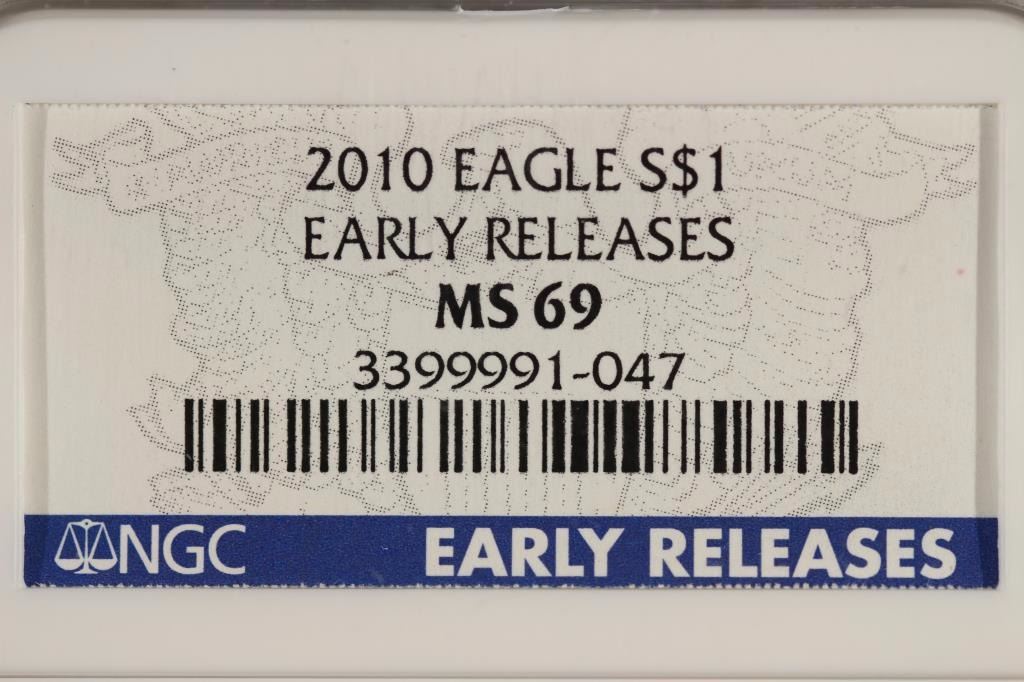 2010 EAGLE S$1
EARLY RELEASES
MS 69
3399991-047
NGC EARLY RELEASES